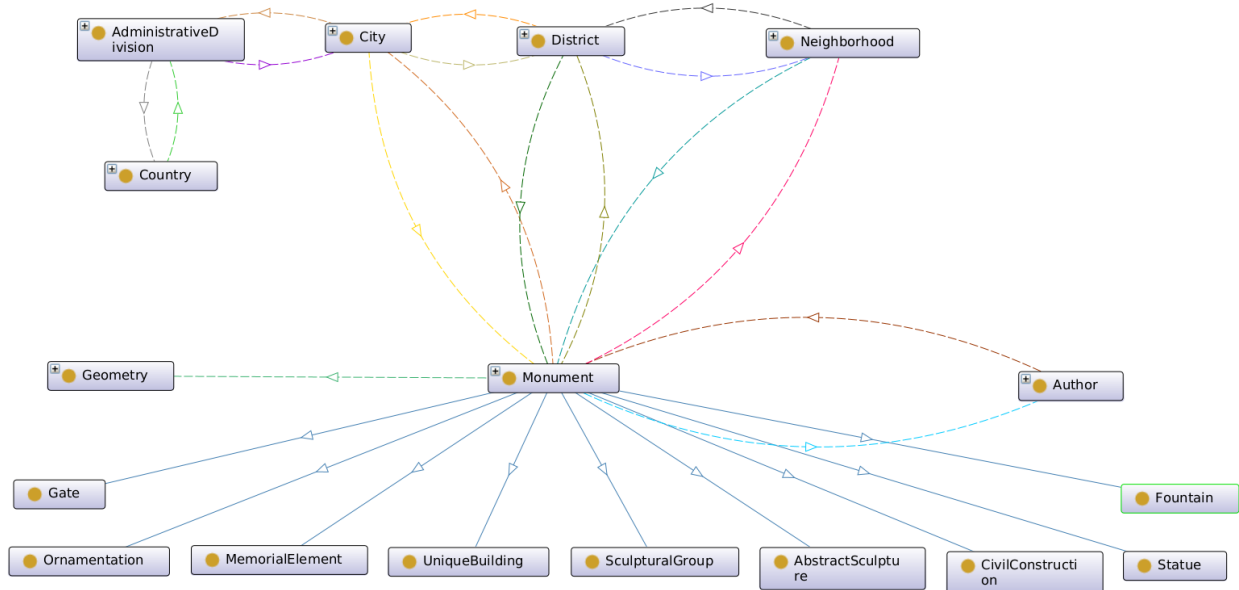 AdministrativeD
ivision
City
District
Neighborhood
Country
Geometry
Monument
Author
Gate
Fountain
Ornamentation
MemorialElement
UniqueBuilding
SculpturalGroup
AbstractSculptu
re
CivilConstructi
on
Statue